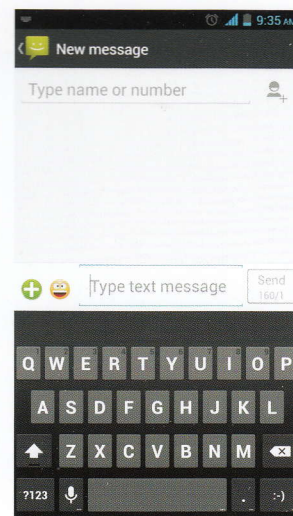 9:35 AM
New message
Type name or number
Type text message
Send
160/1
Q W E R T Y U I O P
A S D F G H J K L
Z X C V B N M
?123 . :-)